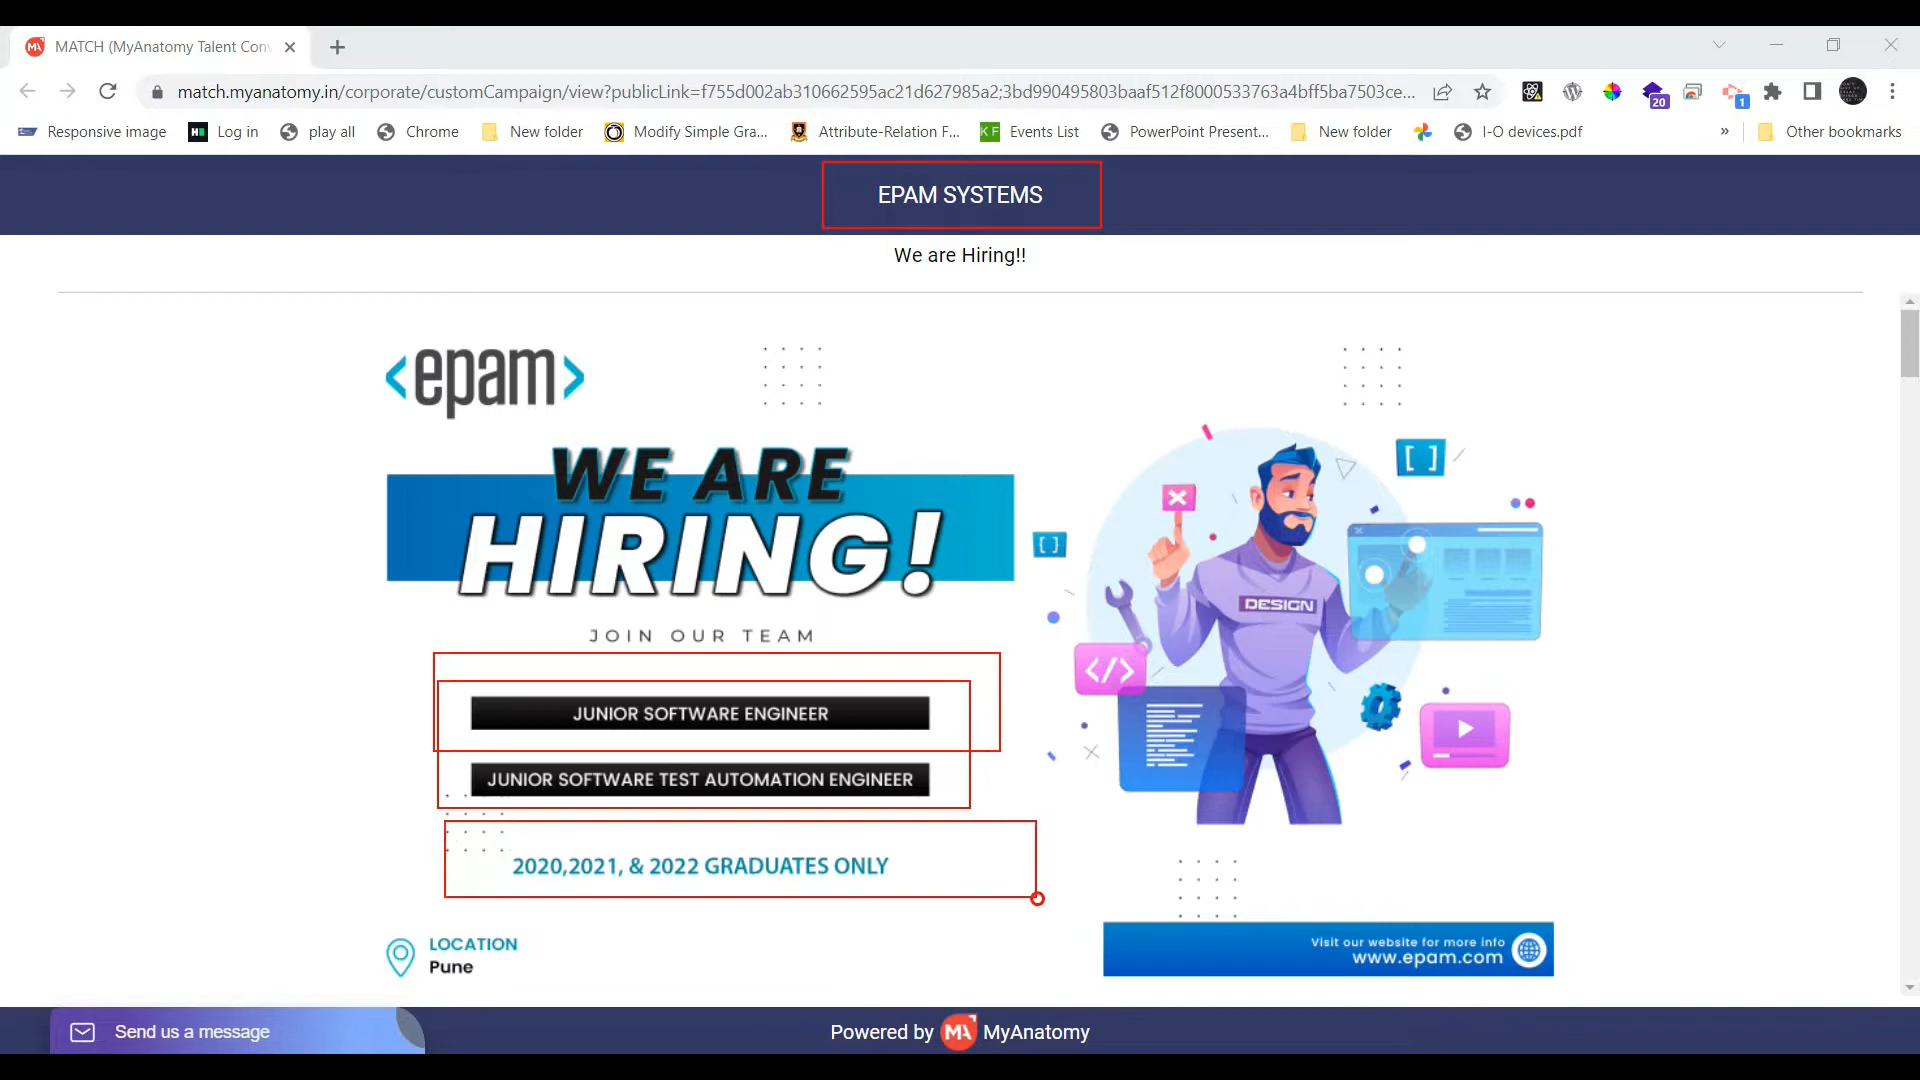 MATCH (MyAnatomy Talent Con
match.myanatomy.in/corporate/customCampaign/view?publicLink=f755d002ab310662595ac21d627985a2;3bd990495803baaf512f8000533763a4bff5ba7503ce...
20
1
Responsive image
Log in
play all
Chrome
New folder
Modify Simple Gra...
Attribute-Relation F...
KF Events List
PowerPoint Present...
New folder
I-O devices.pdf
»
Other bookmarks
EPAM SYSTEMS
We are Hiring!!
<epam>
WE ARE
HIRING!
JOIN OUR TEAM
JUNIOR SOFTWARE ENGINEER
JUNIOR SOFTWARE TEST AUTOMATION ENGINEER
2020,2021, & 2022 GRADUATES ONLY
LOCATION
Pune
[ ]
[ ]
DESIGN
</>
Visit our website for more info
www.epam.com
Send us a message
Powered by MA MyAnatomy